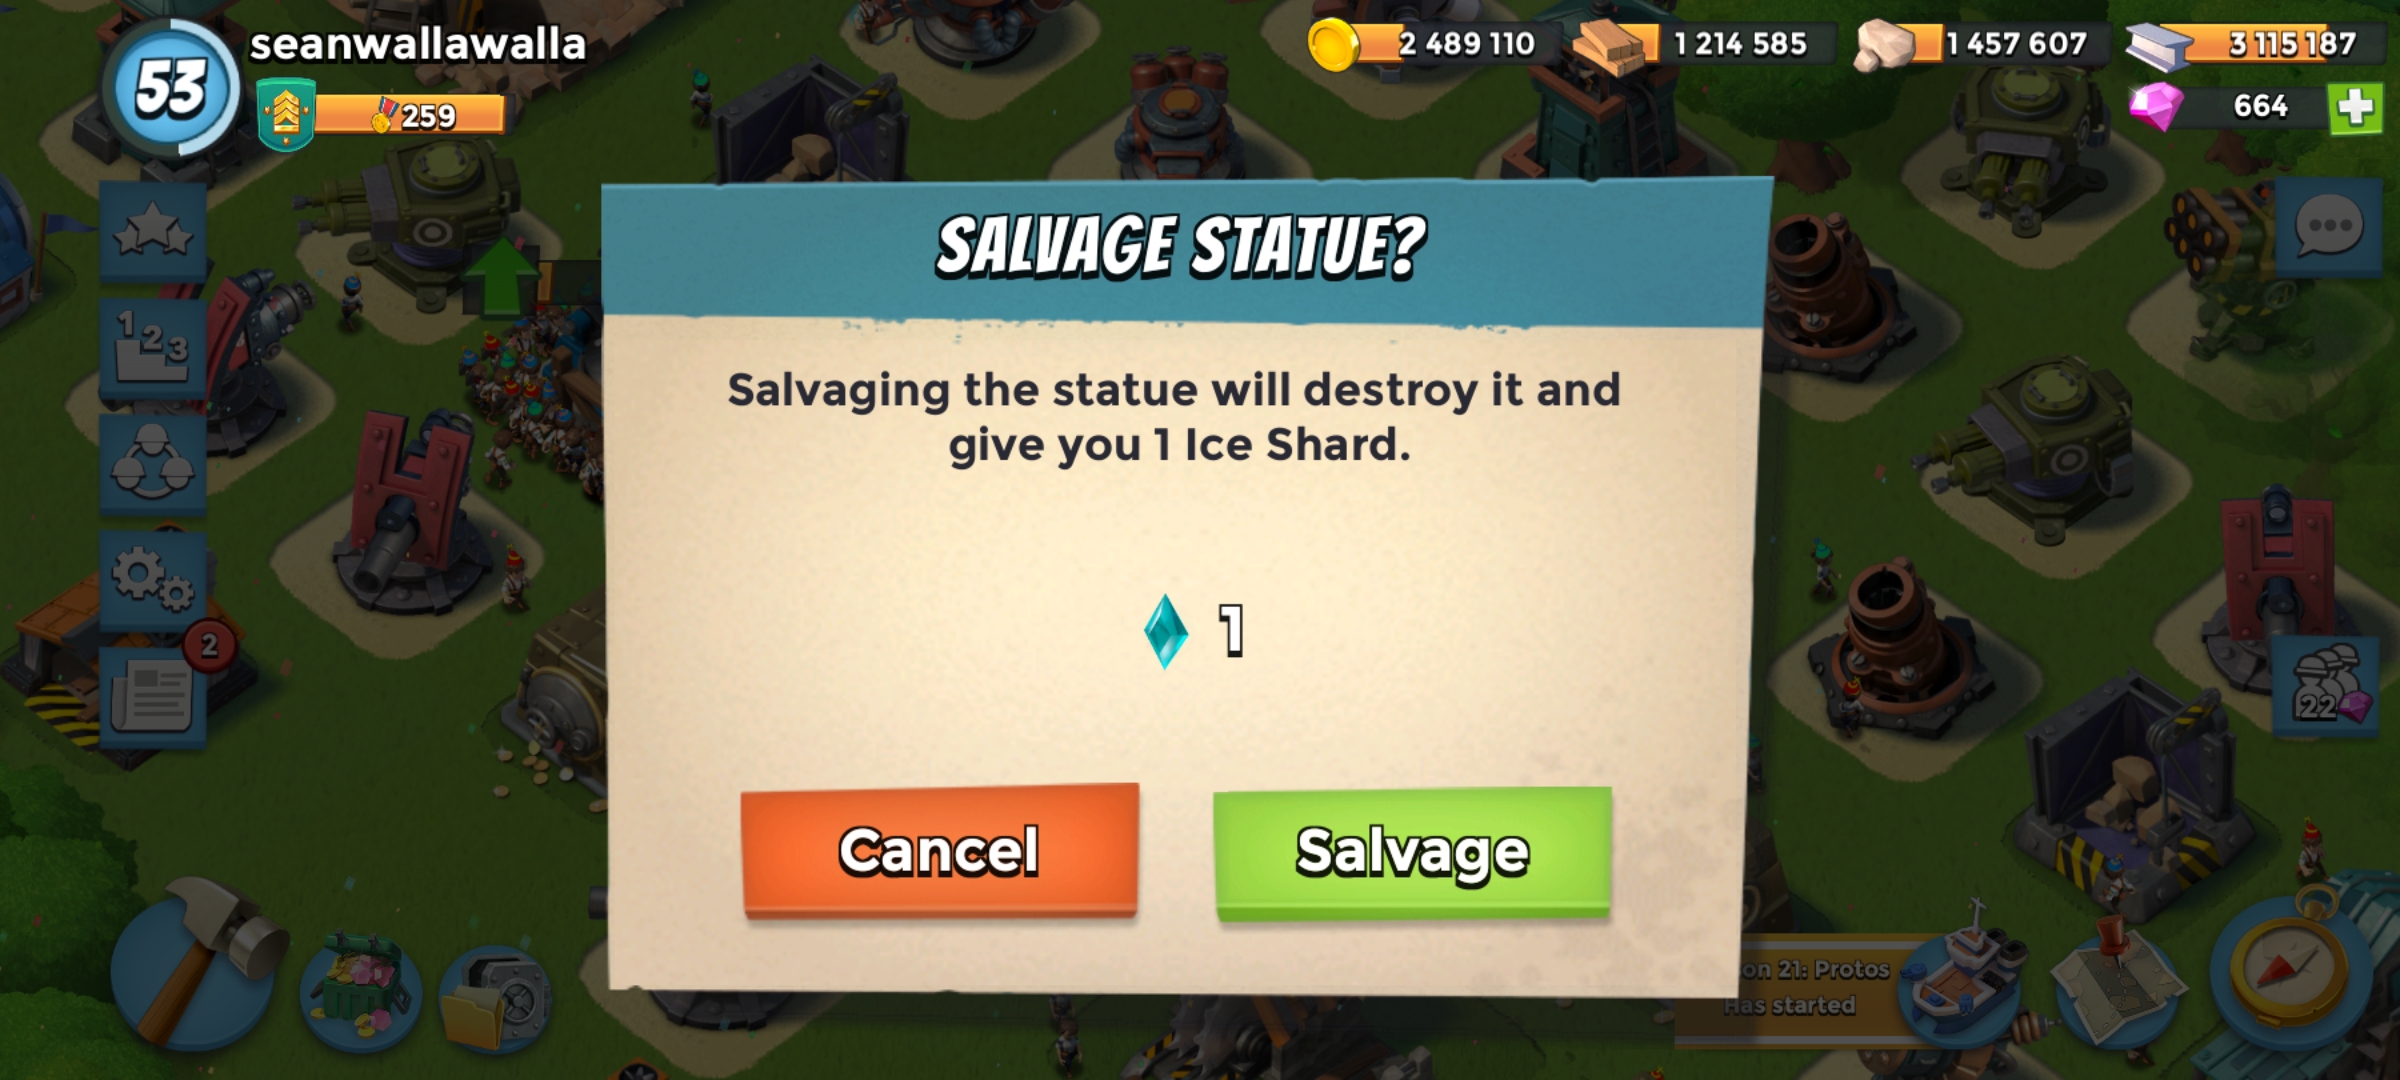 53
seanwallawalla
259
2 489 110
1 214 585
1 457 607
3 115 187
664
SALVAGE STATUE?
Salvaging the statue will destroy it and
give you 1 Ice Shard.
1
Cancel
Salvage
1 2 3
2
22
on 21: Protos
Has started